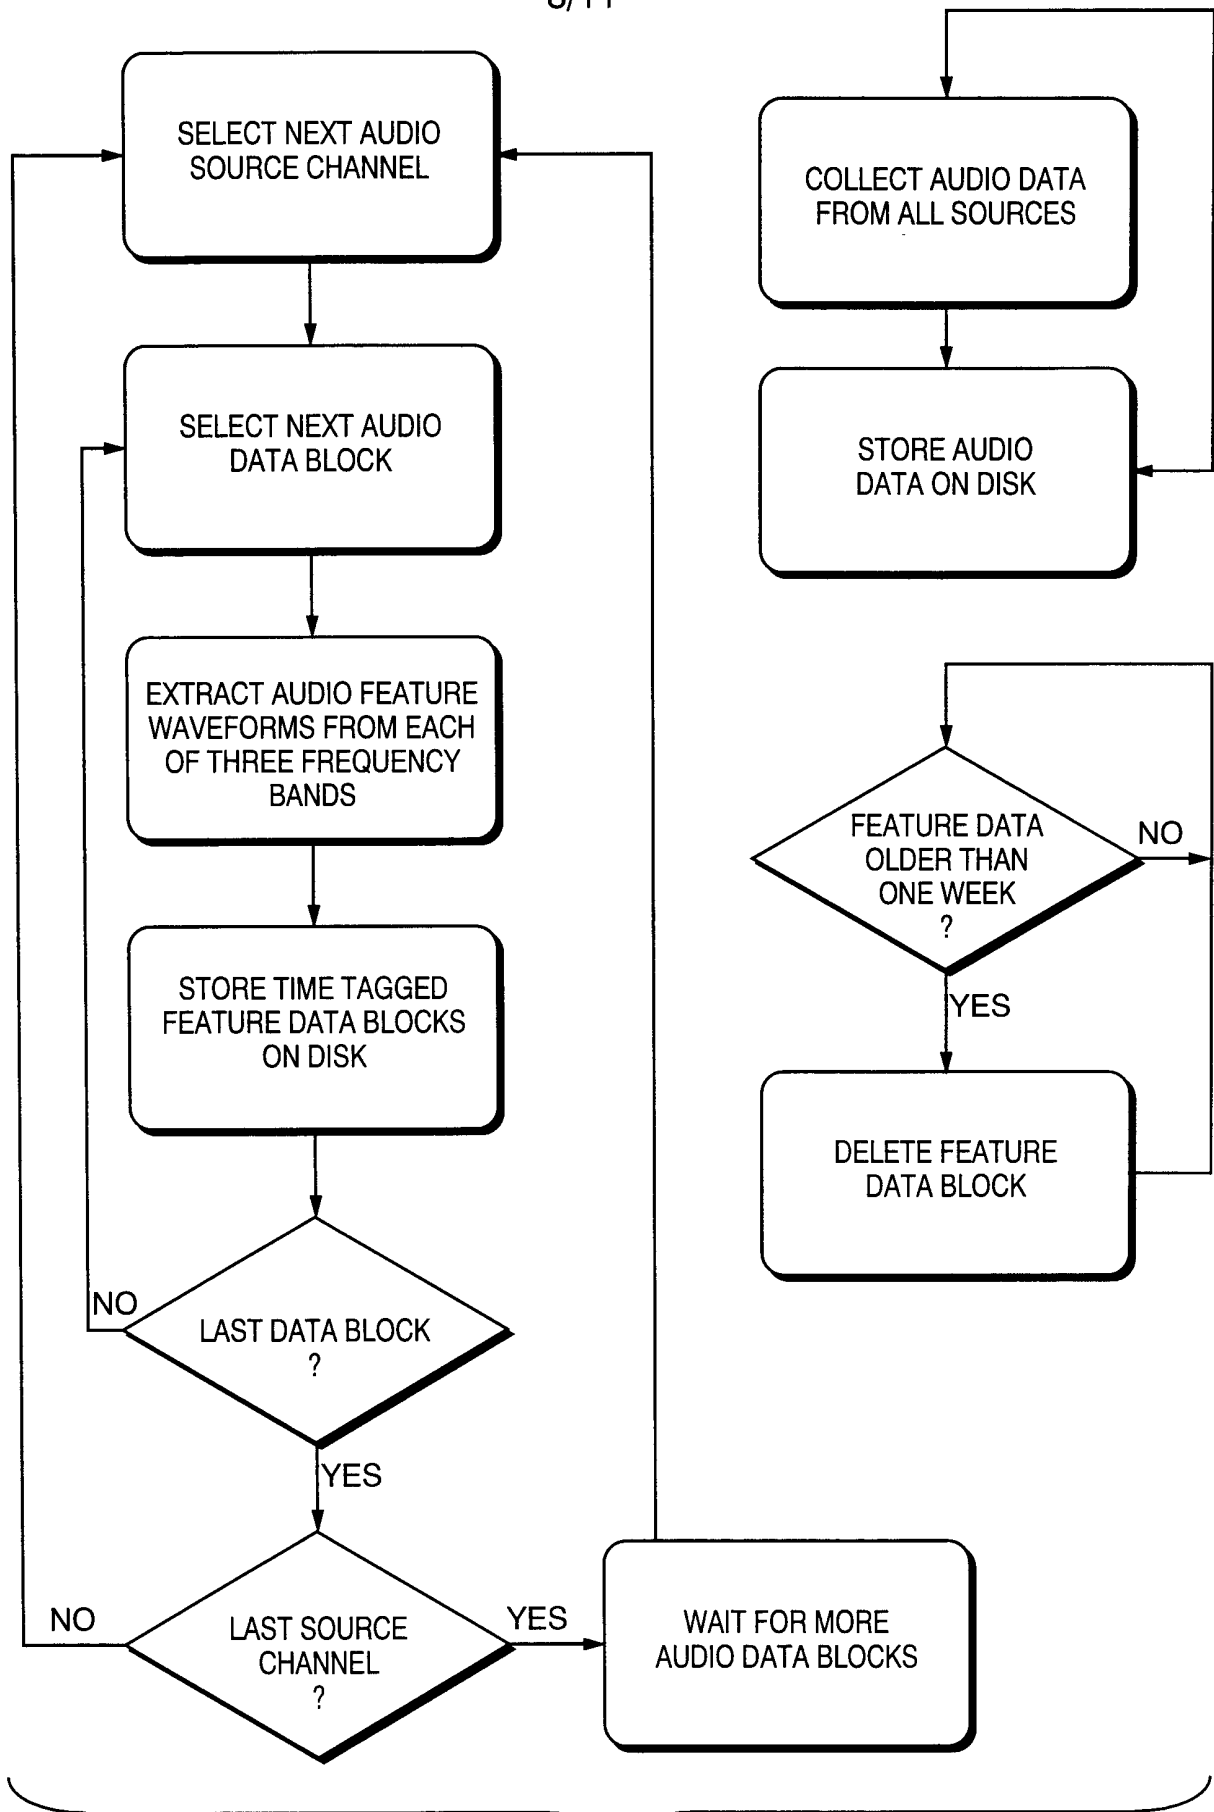 SELECT NEXT AUDIO
SOURCE CHANNEL
SELECT NEXT AUDIO
DATA BLOCK
EXTRACT AUDIO FEATURE
WAVEFORMS FROM EACH
OF THREE FREQUENCY
BANDS
STORE TIME TAGGED
FEATURE DATA BLOCKS
ON DISK
NO
LAST DATA BLOCK
?
YES
NO
LAST SOURCE
CHANNEL
?
YES
WAIT FOR MORE
AUDIO DATA BLOCKS
COLLECT AUDIO DATA
FROM ALL SOURCES
STORE AUDIO
DATA ON DISK
FEATURE DATA
OLDER THAN
ONE WEEK
?
NO
YES
DELETE FEATURE
DATA BLOCK